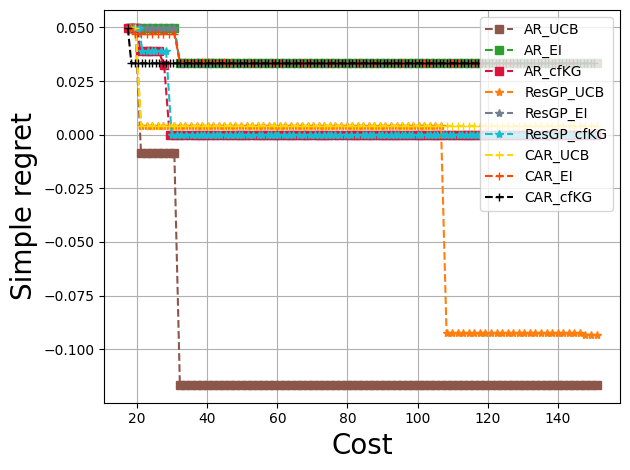 0.050
0.025
0.000
−0.025
−0.050
−0.075
−0.100
Simple regret
20 40 60 80 100 120 140
Cost
AR_UCB
AR_EI
AR_cfKG
ResGP_UCB
ResGP_EI
ResGP_cfKG
CAR_UCB
CAR_EI
CAR_cfKG